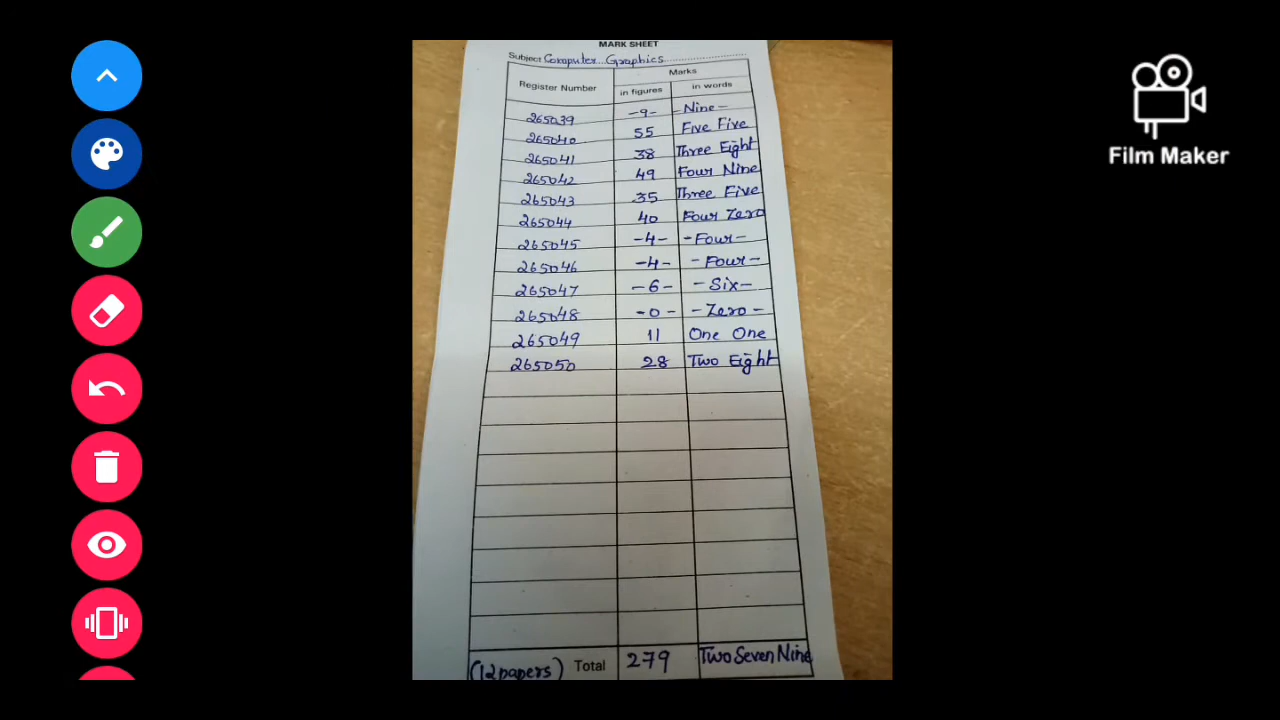 MARK SHEET
Subject Computer Graphics
Register Number Marks
in figures in words
265039 -9- -Nine-
265040 55 Five Five
265041 38 Three Eight
265042 49 Four Nine
265043 35 Three Five
265044 40 Four Zero
265045 -4- -Four-
265046 -4- -Four-
265047 -6- -Six-
265048 -0- -Zero-
265049 11 One One
265050 28 Two Eight
(12 papers) Total 279 Two Seven Nine
Film Maker